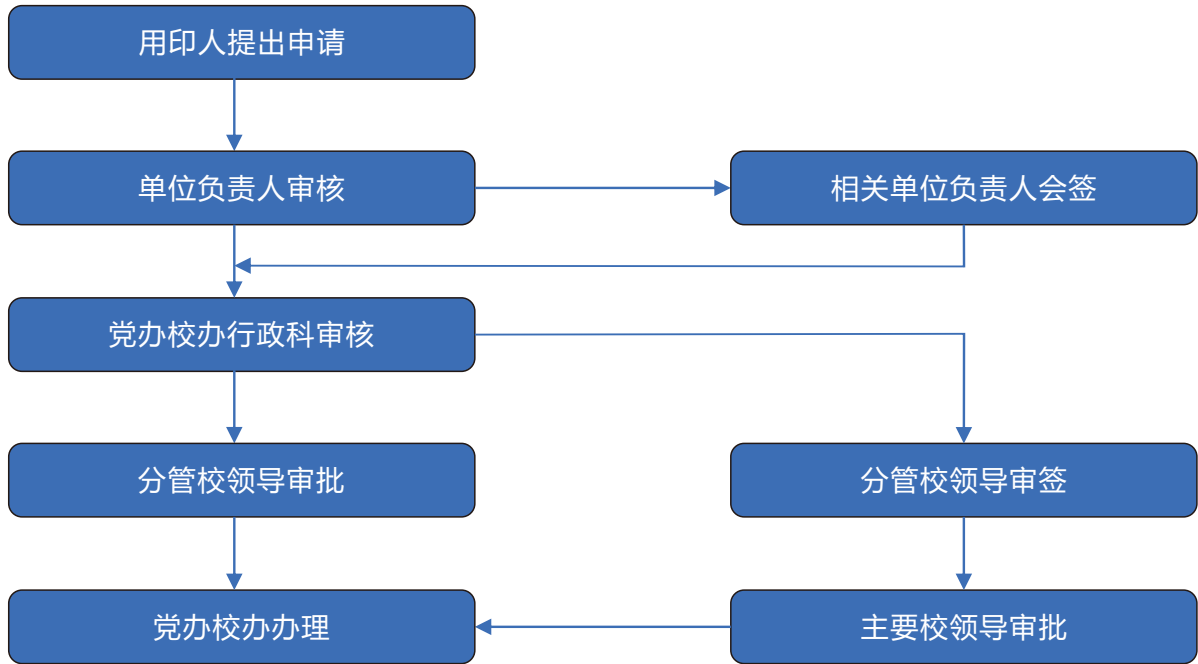 用印人提出申请
单位负责人审核
相关单位负责人会签
党办校办行政科审核
分管校领导审批
分管校领导审签
党办校办办理
主要校领导审批